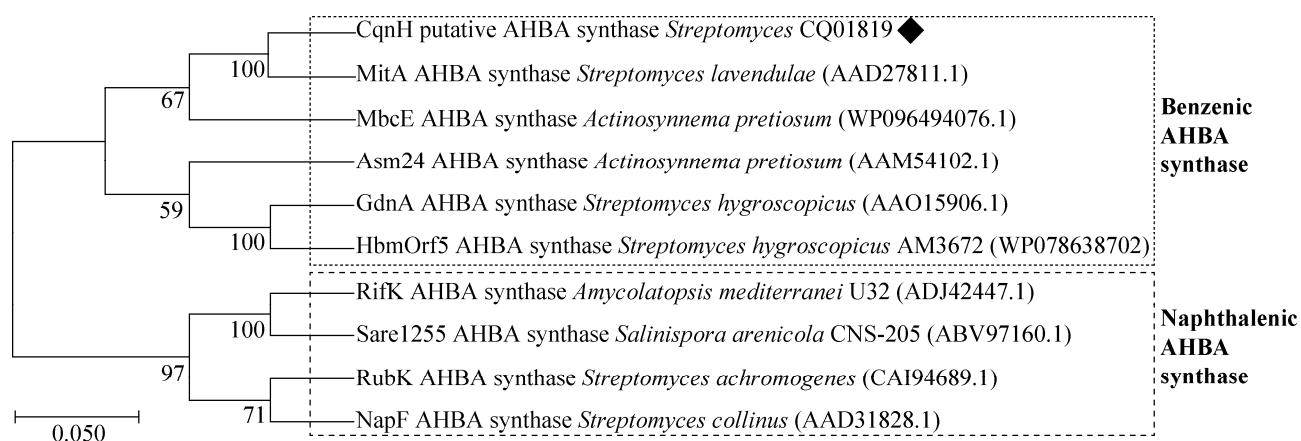 CqnH putative AHBA synthase Streptomyces CQ01819
100
MitA AHBA synthase Streptomyces lavendulae (AAD27811.1)
67
MbcE AHBA synthase Actinosynnema pretiosum (WP096494076.1)
Asm24 AHBA synthase Actinosynnema pretiosum (AAM54102.1)
59
GdnA AHBA synthase Streptomyces hygroscopicus (AAO15906.1)
100
HbmOrf5 AHBA synthase Streptomyces hygroscopicus AM3672 (WP078638702)
Benzenic
AHBA
synthase
RifK AHBA synthase Amycolatopsis mediterranei U32 (ADJ42447.1)
100
Sare1255 AHBA synthase Salinispora arenicola CNS-205 (ABV97160.1)
97
RubK AHBA synthase Streptomyces achromogenes (CAI94689.1)
71
NapF AHBA synthase Streptomyces collinus (AAD31828.1)
Naphthalenic
AHBA
synthase
0.050